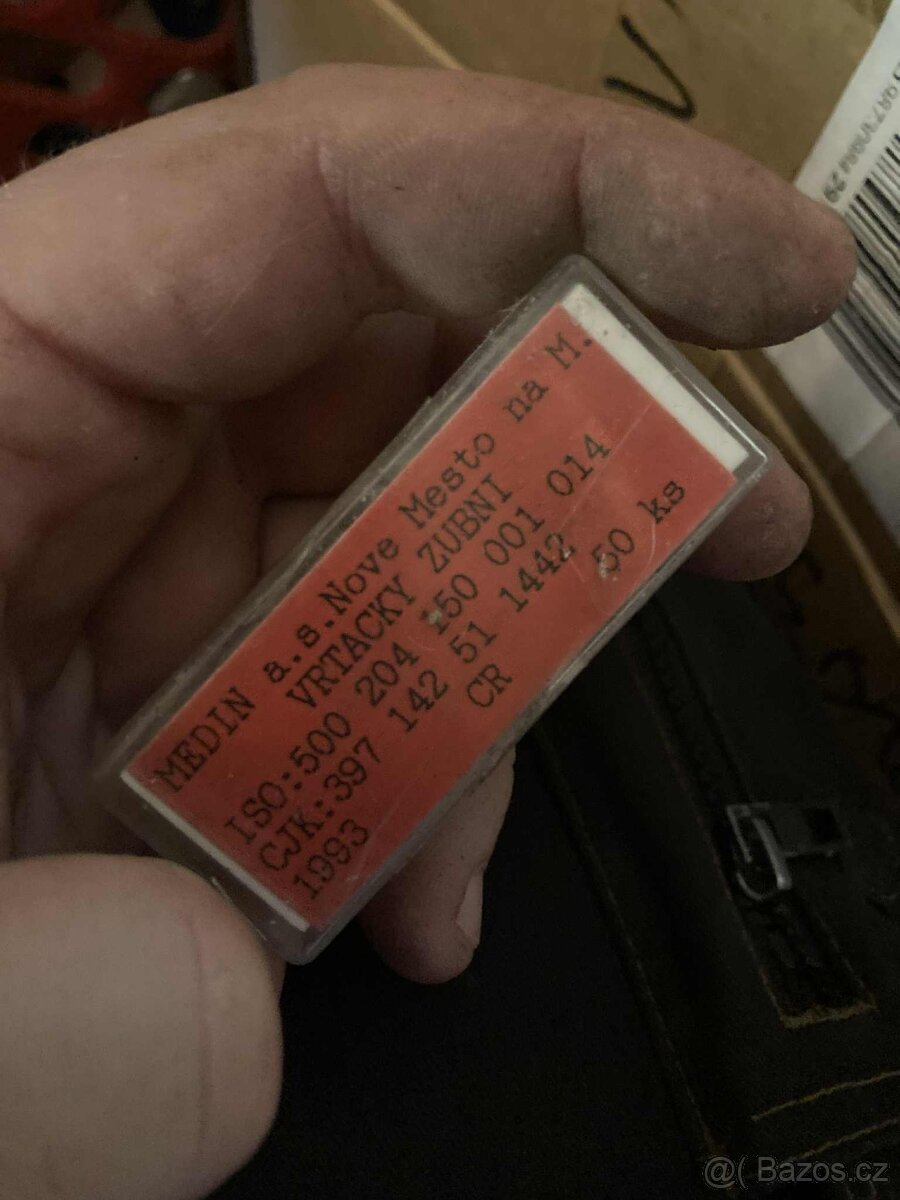 MEDIN a.s.Nove Mesto na M.
VRTACKY ZUBNI
ISO:500 204 150 001 014
CJK:397 142 51 1442 50 ks
1993 CR
@( Bazos.cz